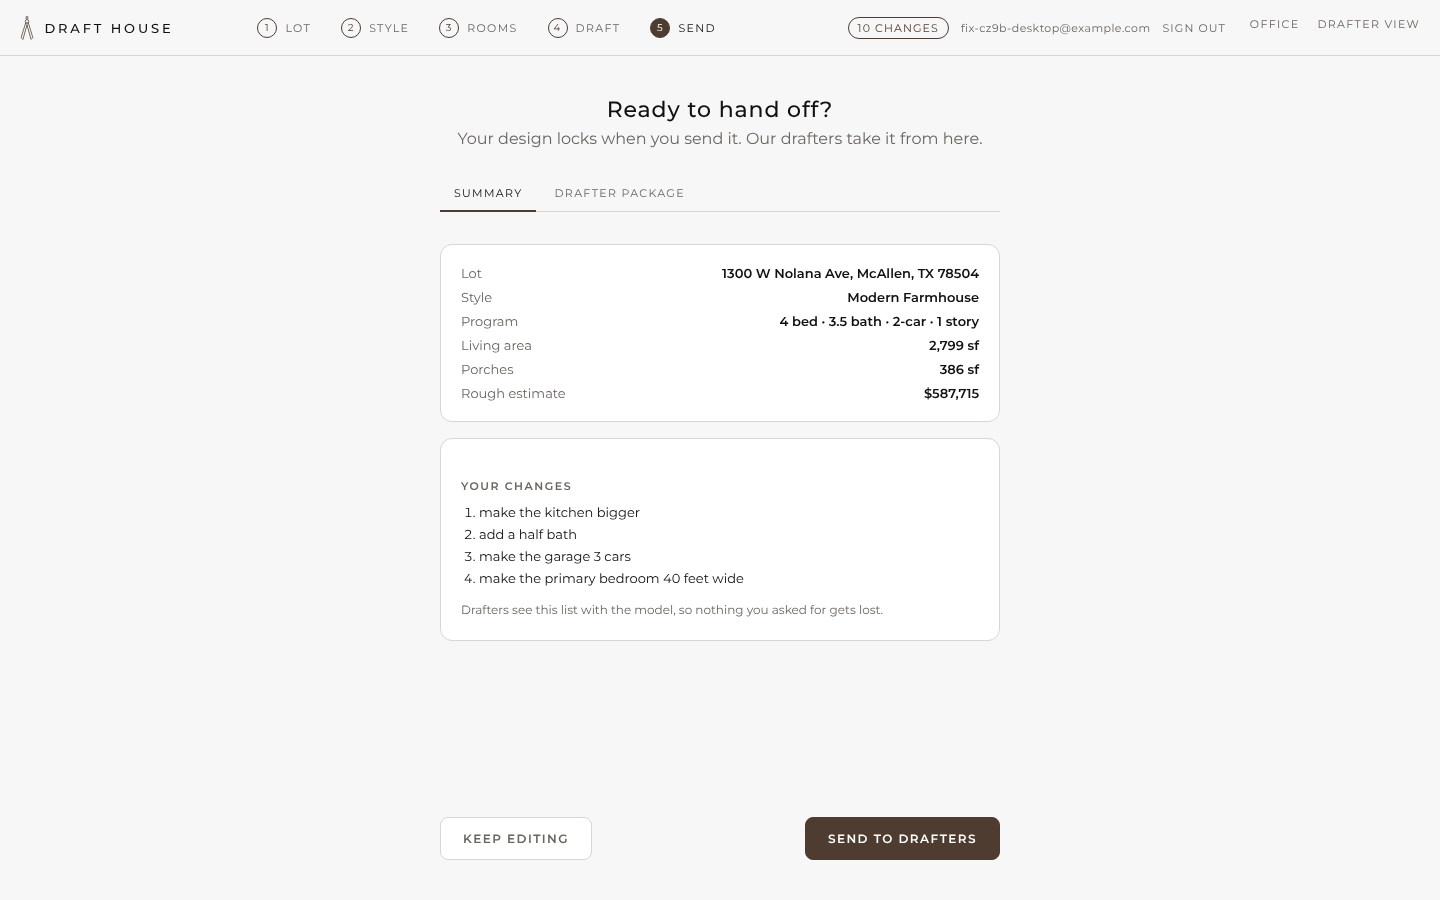 DRAFT HOUSE
1 LOT
2 STYLE
3 ROOMS
4 DRAFT
5 SEND
10 CHANGES
fix-cz9b-desktop@example.com
SIGN OUT
OFFICE
DRAFTER VIEW
Ready to hand off?
Your design locks when you send it. Our drafters take it from here.
SUMMARY
DRAFTER PACKAGE
Lot 1300 W Nolana Ave, McAllen, TX 78504
Style Modern Farmhouse
Program 4 bed · 3.5 bath · 2-car · 1 story
Living area 2,799 sf
Porches 386 sf
Rough estimate $587,715
YOUR CHANGES
1. make the kitchen bigger
2. add a half bath
3. make the garage 3 cars
4. make the primary bedroom 40 feet wide
Drafters see this list with the model, so nothing you asked for gets lost.
KEEP EDITING
SEND TO DRAFTERS